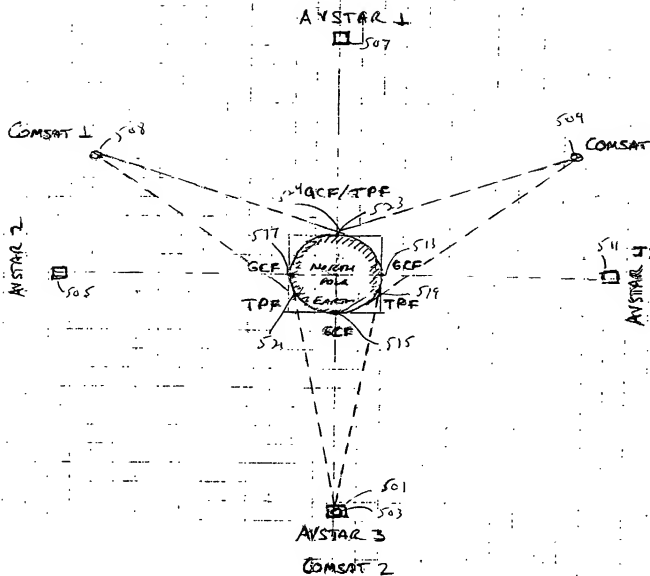 AVSTAR 1
507
COMSAT 1
508
509
COMSAT
524
GCF/TPF
523
517
513
AVSTAR 2
GCF
NORTH
POLE
GCF
511
AVSTAR 4
505
TPF
EARTH
TPF
519
521
GCF
515
501
503
AVSTAR 3
COMSAT 2